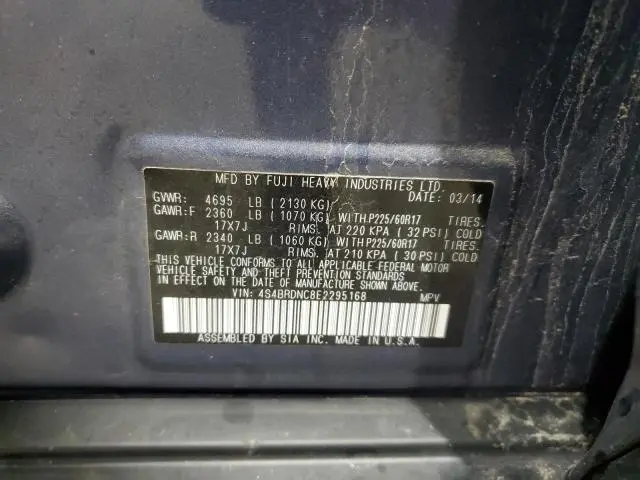 MFD BY FUJI HEAVY INDUSTRIES LTD.
DATE: 03/14
GVWR: 4695 LB ( 2130 KG)
GAWR:F 2360 LB ( 1070 KG) WITH P225/60R17 TIRES.
17X7J RIMS. AT 220 KPA ( 32 PSI) COLD
GAWR:R 2340 LB ( 1060 KG) WITH P225/60R17 TIRES.
17X7J RIMS. AT 210 KPA ( 30 PSI) COLD
THIS VEHICLE CONFORMS TO ALL APPLICABLE FEDERAL MOTOR
VEHICLE SAFETY AND THEFT PREVENTION STANDARDS
IN EFFECT ON THE DATE OF MANUFACTURE SHOWN ABOVE.
VIN: 4S4BRDNC8E2295168 MPV
ASSEMBLED BY SIA INC. MADE IN U.S.A.